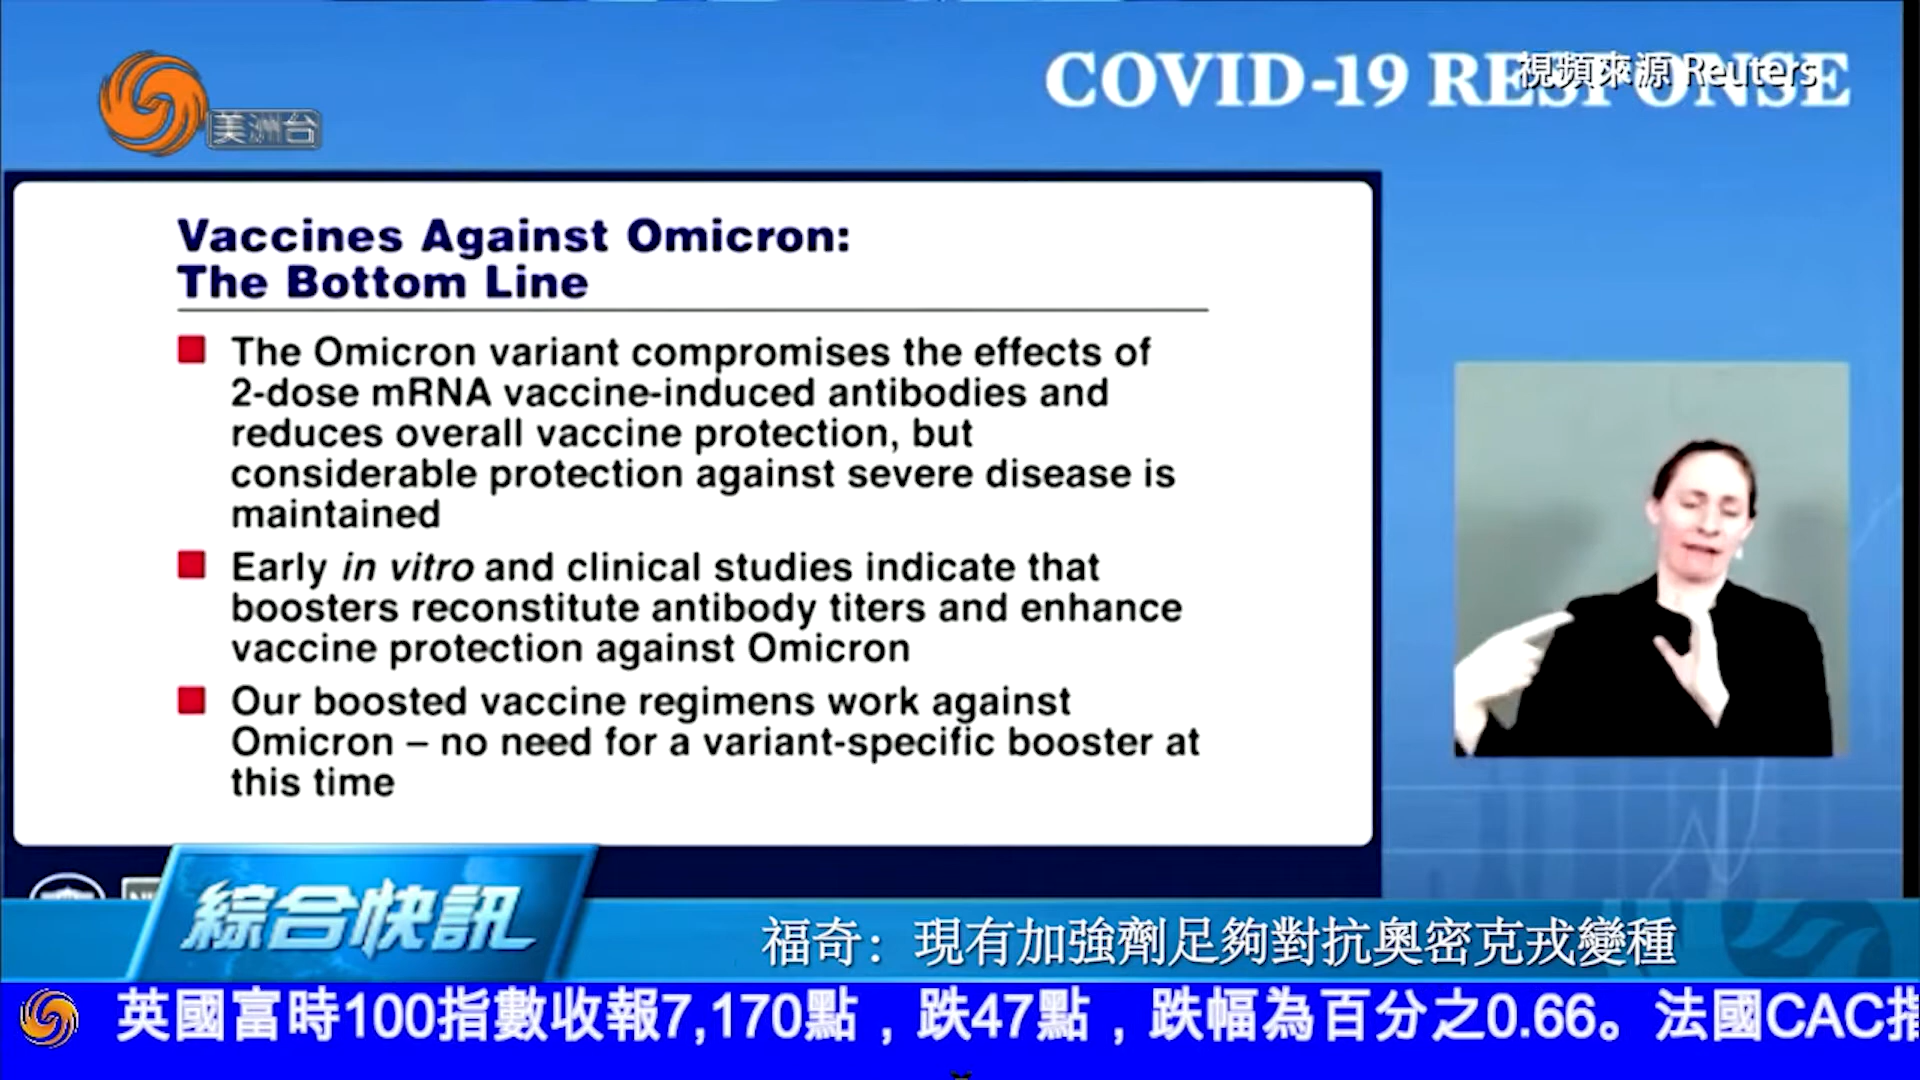 美洲台
COVID-19 RESPONSE
視頻來源 Reuters
Vaccines Against Omicron:
The Bottom Line
The Omicron variant compromises the effects of
2-dose mRNA vaccine-induced antibodies and
reduces overall vaccine protection, but
considerable protection against severe disease is
maintained
Early in vitro and clinical studies indicate that
boosters reconstitute antibody titers and enhance
vaccine protection against Omicron
Our boosted vaccine regimens work against
Omicron – no need for a variant-specific booster at
this time
綜合快訊
福奇: 現有加強劑足夠對抗奧密克戎變種
英國富時100指數收報7,170點，跌47點，跌幅為百分之0.66。法國CAC指